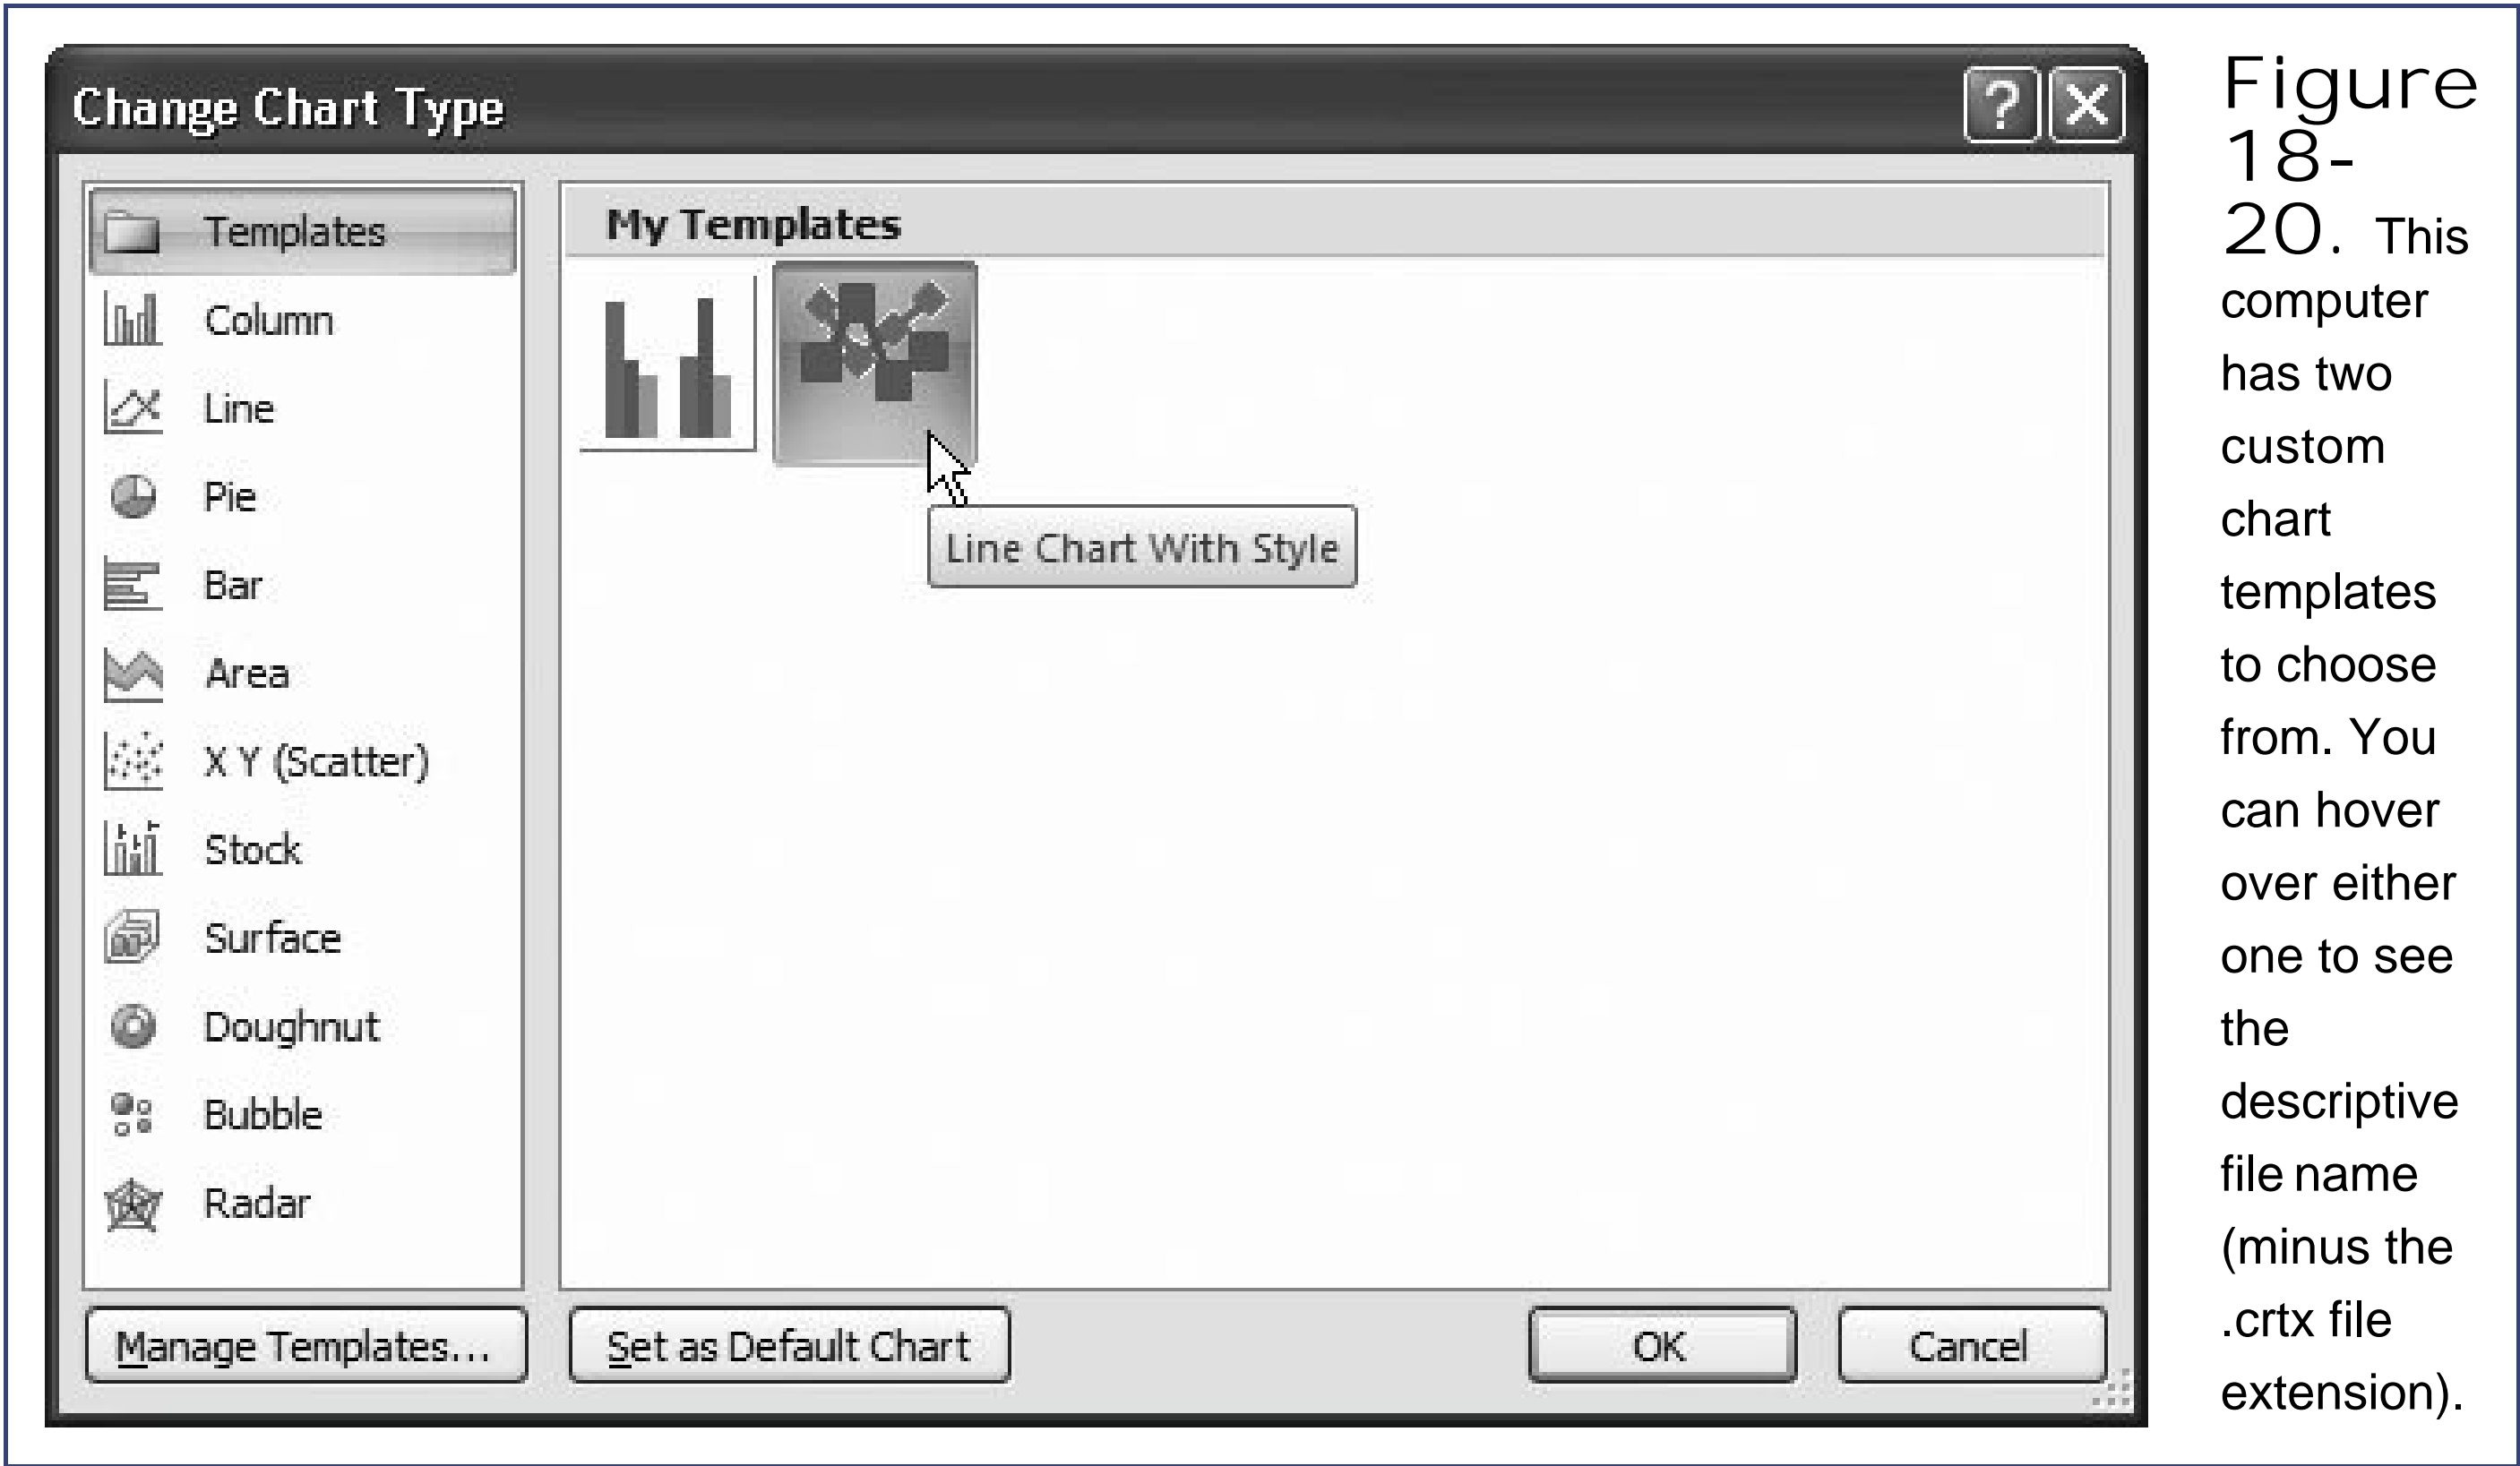 Change Chart Type
Templates
Column
Line
Pie
Bar
Area
X Y (Scatter)
Stock
Surface
Doughnut
Bubble
Radar
My Templates
Line Chart With Style
Manage Templates...
Set as Default Chart
OK
Cancel
Figure
18-
20. This
computer
has two
custom
chart
templates
to choose
from. You
can hover
over either
one to see
the
descriptive
file name
(minus the
.crtx file
extension).